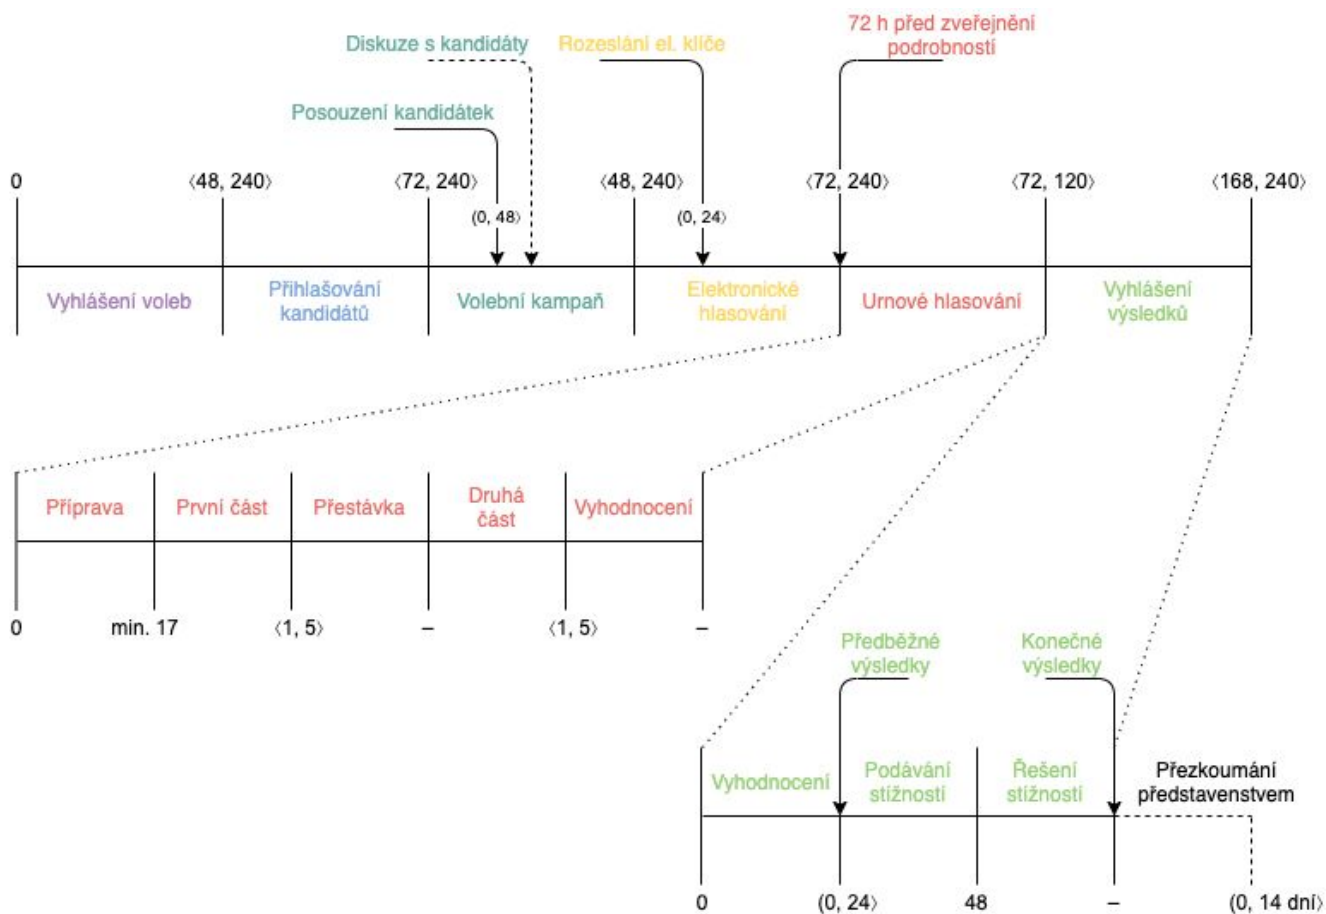 72 h před zveřejnění
podrobností
Diskuze s kandidáty
Rozeslání el. klíče
Posouzení kandidátek
0
⟨48, 240⟩
⟨72, 240⟩
⟨48, 240⟩
⟨72, 240⟩
⟨72, 120⟩
⟨168, 240⟩
(0, 48⟩
(0, 24⟩
Vyhlášení voleb
Přihlašování
kandidátů
Volební kampaň
Elektronické
hlasování
Urnové hlasování
Vyhlášení
výsledků
Příprava
První část
Přestávka
Druhá
část
Vyhodnocení
0
min. 17
⟨1, 5⟩
–
⟨1, 5⟩
–
Předběžné
výsledky
Konečné
výsledky
Vyhodnocení
Podávání
stížností
Řešení
stížností
Přezkoumání
představenstvem
0
(0, 24⟩
48
–
(0, 14 dní⟩